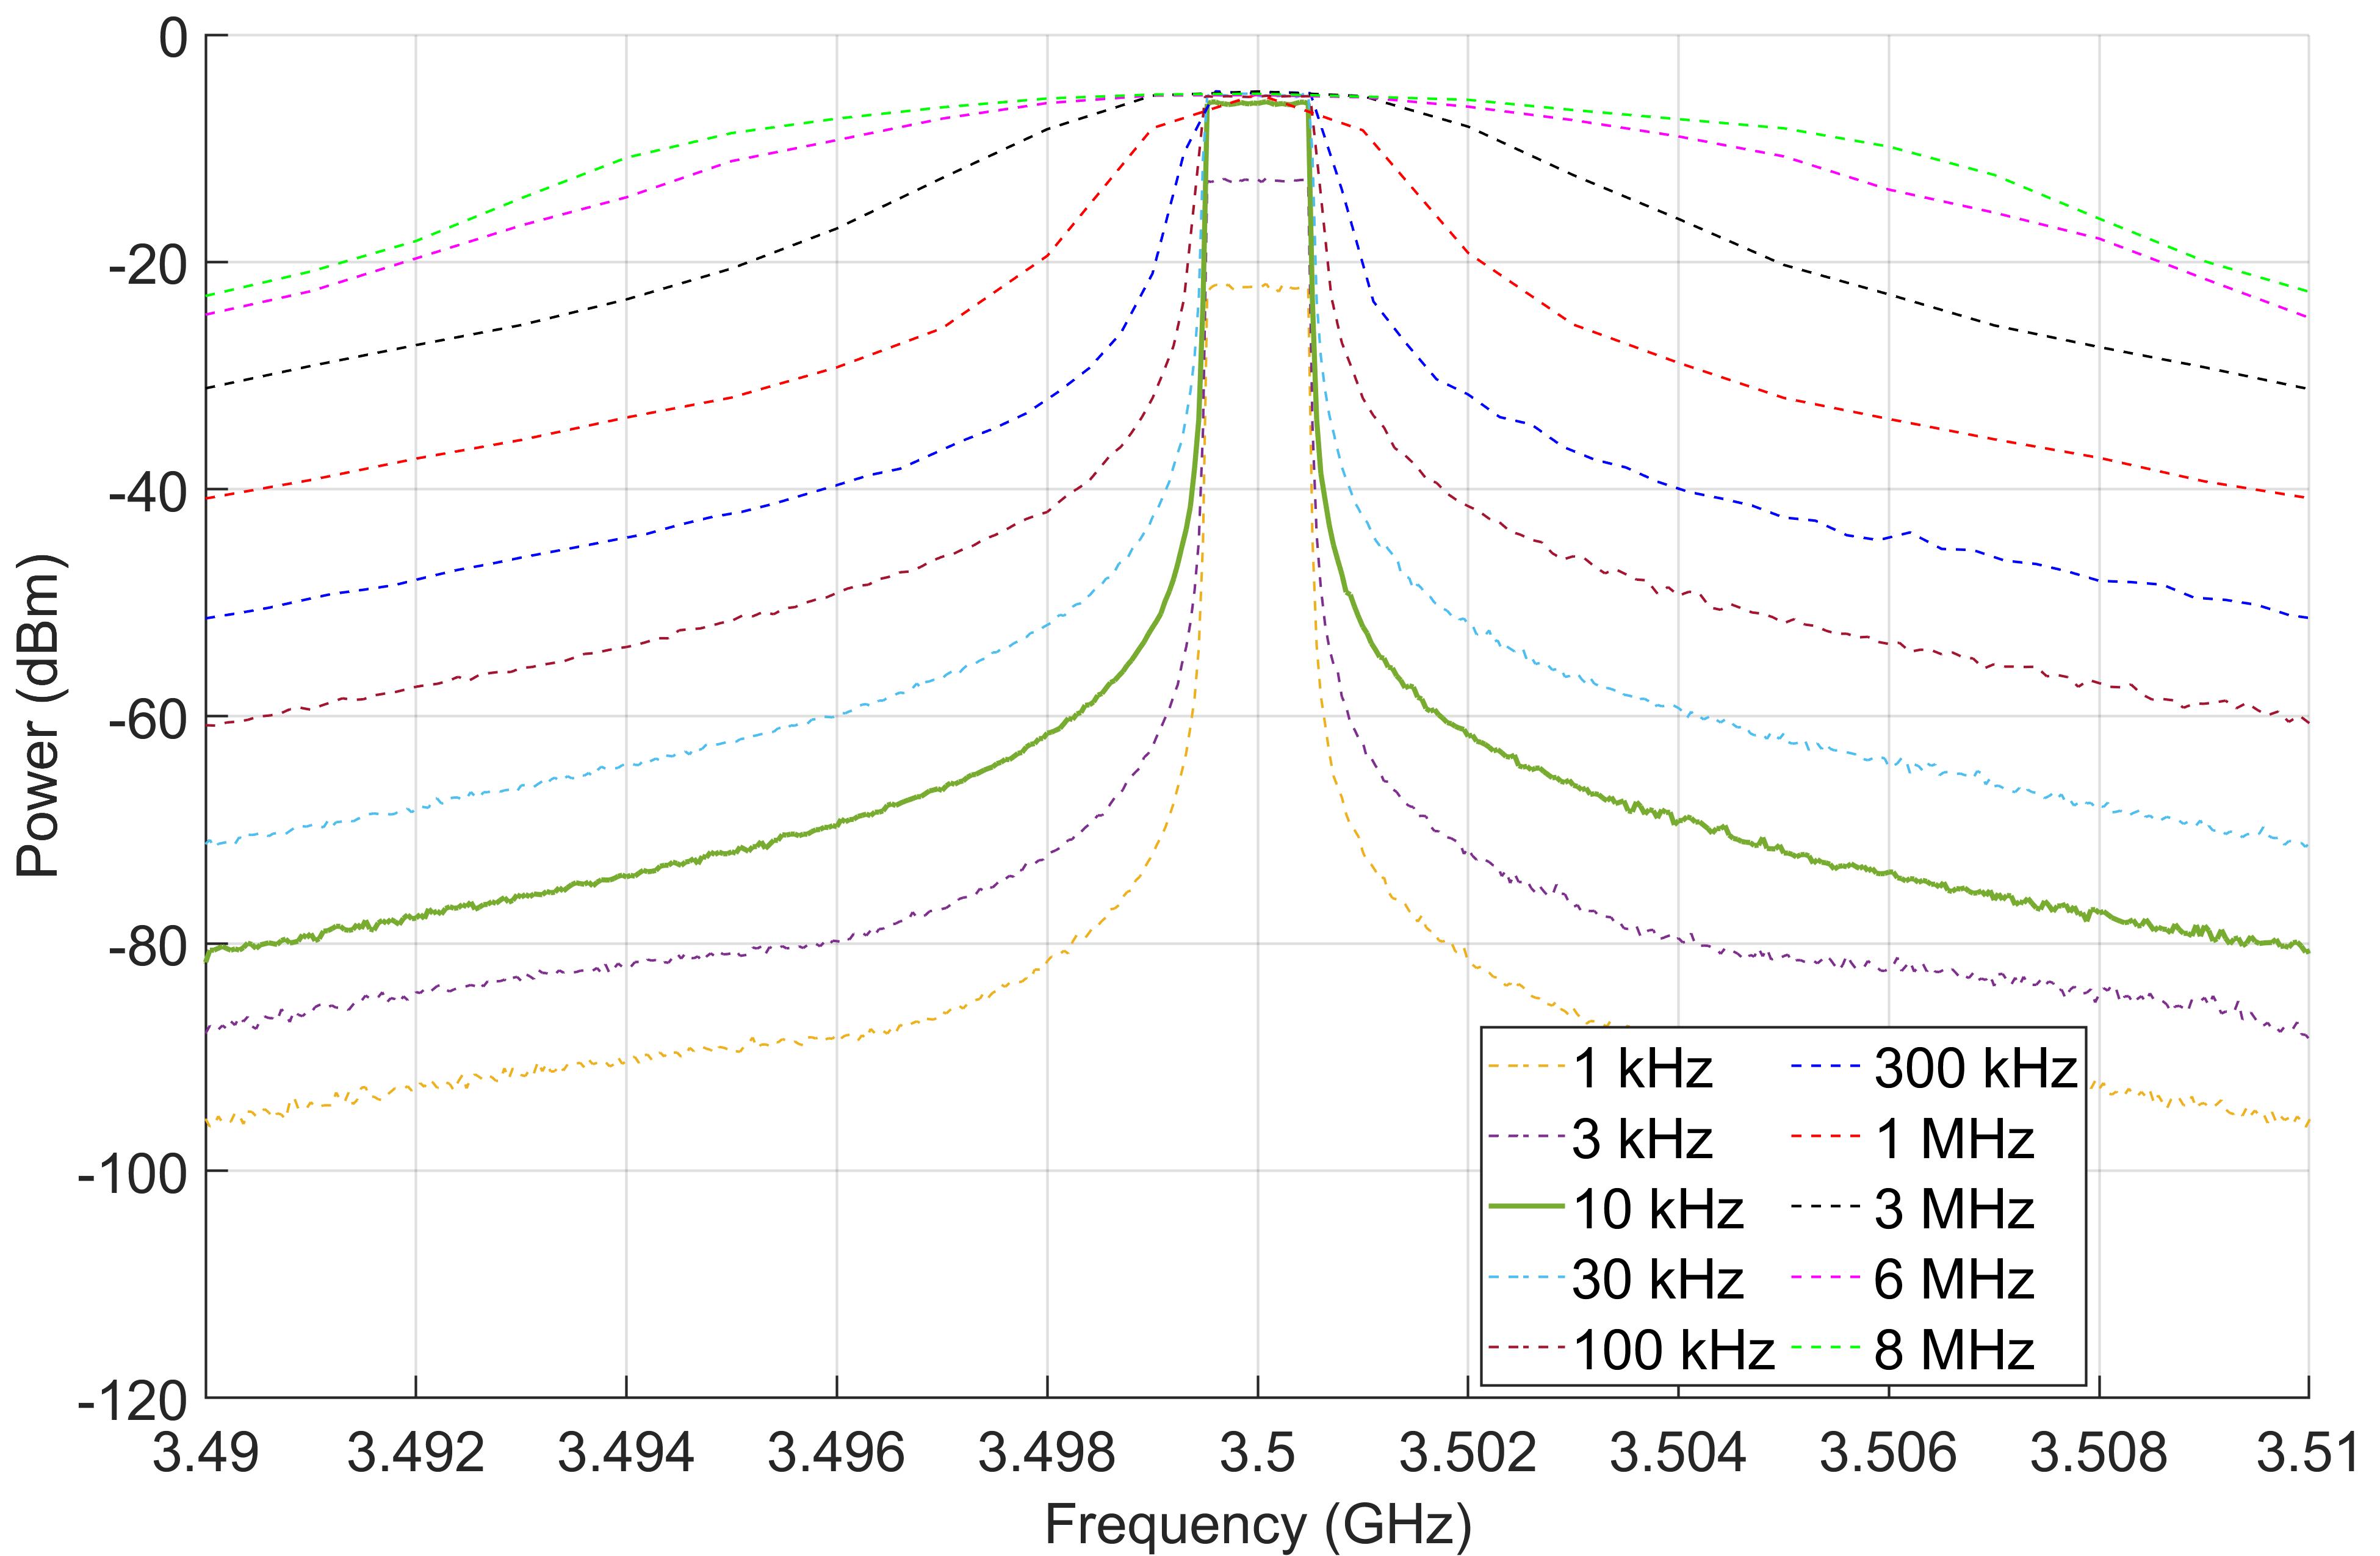 0
-20
-40
-60
-80
-100
-120
Power (dBm)
3.49 3.492 3.494 3.496 3.498 3.5 3.502 3.504 3.506 3.508 3.51
Frequency (GHz)
1 kHz 300 kHz
3 kHz 1 MHz
10 kHz 3 MHz
30 kHz 6 MHz
100 kHz 8 MHz